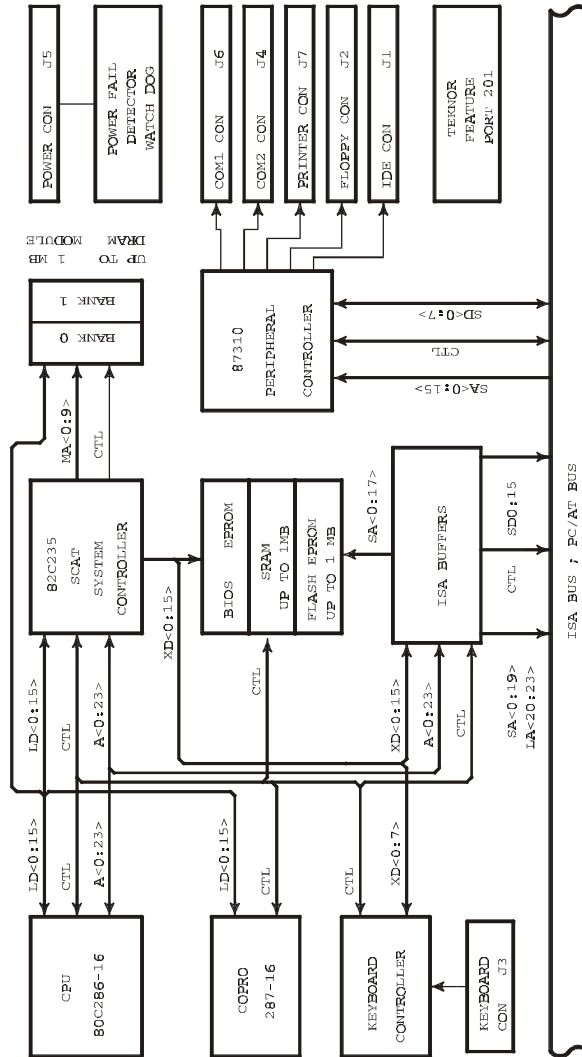 CPU
80C286-16
LD<0:15>
CTL
A<0:23>
LD<0:15>
CTL
A<0:23>
82C235
SCAT
SYSTEM
CONTROLLER
MA<0:9>
CTL
BANK 0
BANK 1
UP TO 1 MB
DRAM MODULE
POWER CON J5
POWER FAIL
DETECTOR
WATCH DOG
COPRO
287-16
LD<0:15>
CTL
CTL
XD<0:15>
BIOS EPROM
SRAM
UP TO 1MB
FLASH EPROM
UP TO 1 MB
87310
PERIPHERAL
CONTROLLER
COM1 CON J6
COM2 CON J4
PRINTER CON J7
FLOPPY CON J2
IDE CON J1
KEYBOARD
CONTROLLER
CTL
XD<0:7>
XD<0:15>
A<0:23>
CTL
SA<0:17>
ISA BUFFERS
KEYBOARD
CON J3
SA<0:19>
LA<20:23>
CTL
SD0:15
SA<0:15>
CTL
SD<0:7>
TEKNOR
FEATURE
PORT 201
ISA BUS ; PC/AT BUS